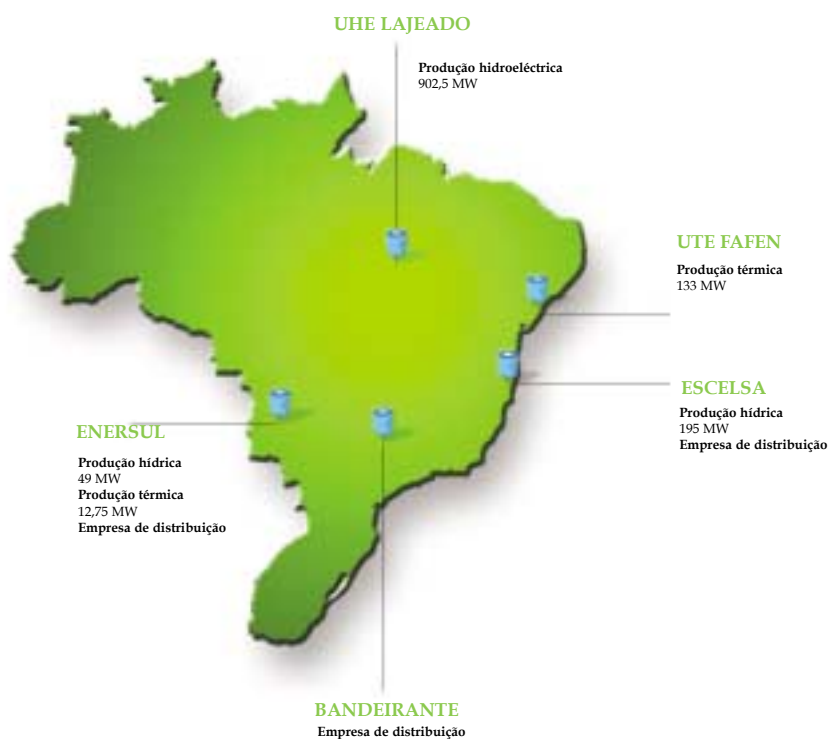 UHE LAJEADO
Produção hidroeléctrica
902,5 MW
UTE FAFEN
Produção térmica
133 MW
ESCELSA
Produção hídrica
195 MW
Empresa de distribuição
ENERSUL
Produção hídrica
49 MW
Produção térmica
12,75 MW
Empresa de distribuição
BANDEIRANTE
Empresa de distribuição